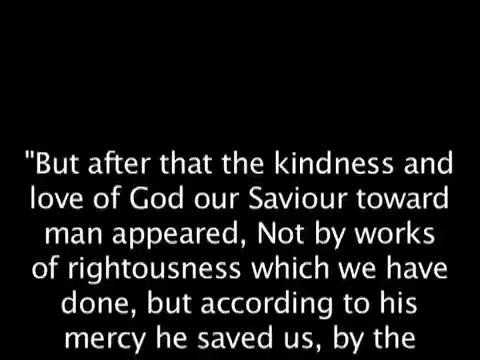 "But after that the kindness and
love of God our Saviour toward
man appeared, Not by works
of rightousness which we have
done, but according to his
mercy he saved us, by the